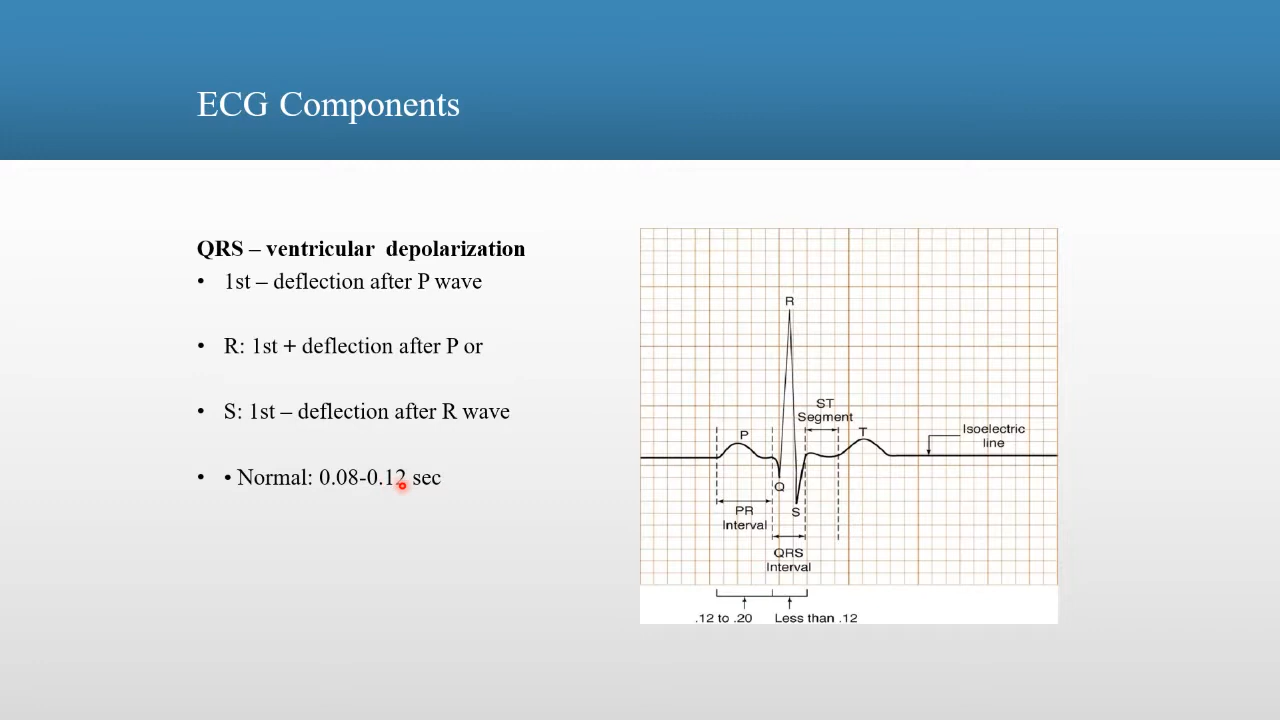 ECG Components
QRS – ventricular depolarization
• 1st – deflection after P wave
• R: 1st + deflection after P or
• S: 1st – deflection after R wave
• • Normal: 0.08-0.12 sec
R
ST
Segment
P
T
Isoelectric
line
Q
S
PR
Interval
QRS
Interval
.12 to .20
Less than .12